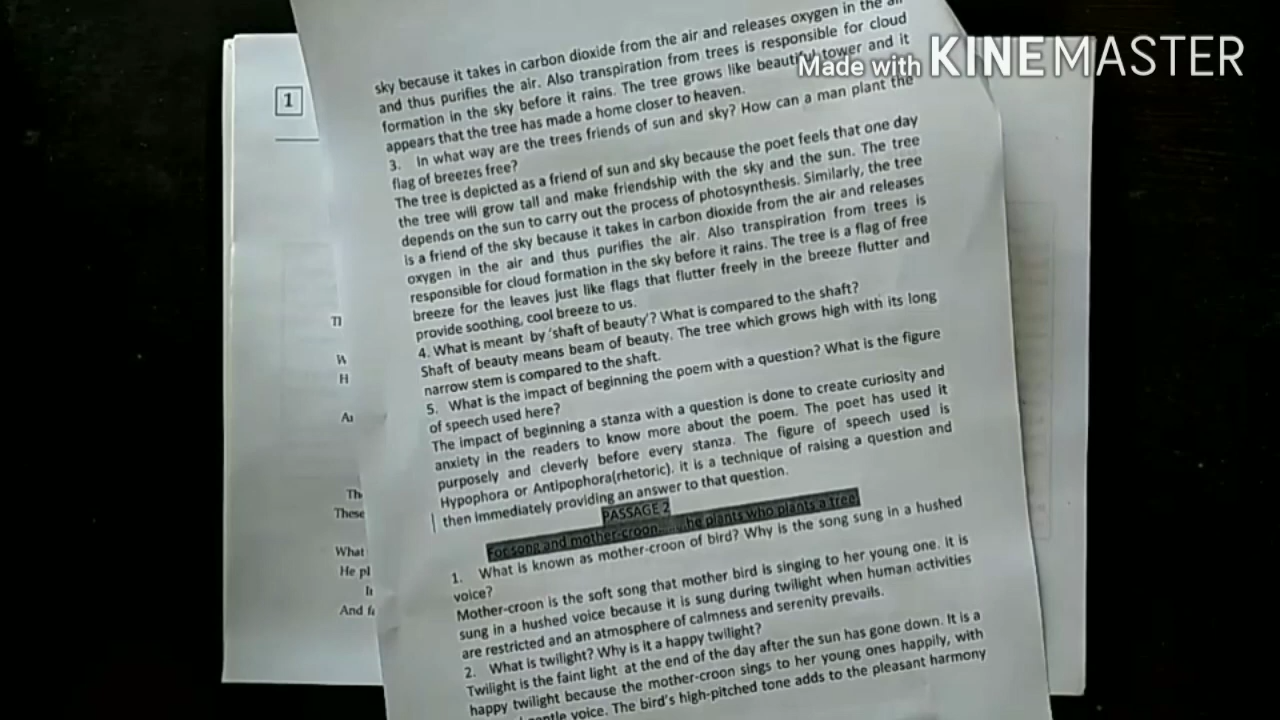 sky because it takes in carbon dioxide from the air and releases oxygen in the air
and thus purifies the air. Also transpiration from trees is responsible for cloud
formation in the sky before it rains. The tree grows like beautiful tower and it
appears that the tree has made a home closer to heaven.
3. In what way are the trees friends of sun and sky? How can a man plant the
flag of breezes free?
The tree is depicted as a friend of sun and sky because the poet feels that one day
the tree will grow tall and make friendship with the sky and the sun. The tree
depends on the sun to carry out the process of photosynthesis. Similarly, the tree
is a friend of the sky because it takes in carbon dioxide from the air and releases
oxygen in the air and thus purifies the air. Also transpiration from trees is
responsible for cloud formation in the sky before it rains. The tree is a flag of free
breeze for the leaves just like flags that flutter freely in the breeze flutter and
provide soothing, cool breeze to us.
4. What is meant by 'shaft of beauty'? What is compared to the shaft?
Shaft of beauty means beam of beauty. The tree which grows high with its long
narrow stem is compared to the shaft.
5. What is the impact of beginning the poem with a question? What is the figure
of speech used here?
The impact of beginning a stanza with a question is done to create curiosity and
anxiety in the readers to know more about the poem. The poet has used it
purposely and cleverly before every stanza. The figure of speech used is
Hypophora or Antipophora(rhetoric). it is a technique of raising a question and
then immediately providing an answer to that question.
PASSAGE 2
For song and mother-croon.......he plants who plants a tree.
1. What is known as mother-croon of bird? Why is the song sung in a hushed
voice?
Mother-croon is the soft song that mother bird is singing to her young one. it is
sung in a hushed voice because it is sung during twilight when human activities
are restricted and an atmosphere of calmness and serenity prevails.
2. What is twilight? Why is it a happy twilight?
Twilight is the faint light at the end of the day after the sun has gone down. It is a
happy twilight because the mother-croon sings to her young ones happily, with
gentle voice. The bird's high-pitched tone adds to the pleasant harmony
Made with KINEMASTER
1
Th
These
What
He pl
And fa